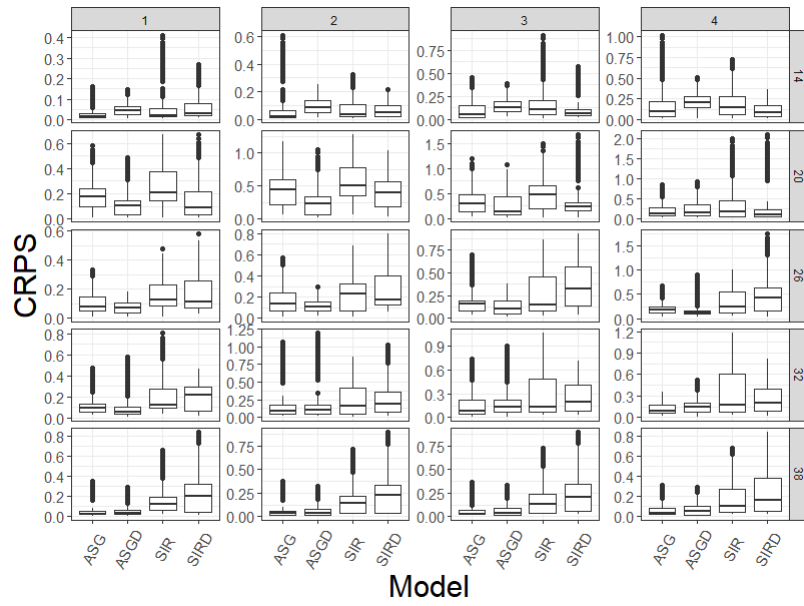 1 2 3 4
0.4 0.3 0.2 0.1 0.0
0.6 0.4 0.2 0.0
0.75 0.50 0.25 0.00
1.00 0.75 0.50 0.25 0.00
14
0.6 0.4 0.2 0.0
1.0 0.5 0.0
1.5 1.0 0.5 0.0
2.0 1.5 1.0 0.5 0.0
20
CRPS
0.6 0.4 0.2 0.0
0.8 0.6 0.4 0.2 0.0
0.75 0.50 0.25 0.00
1.5 1.0 0.5 0.0
26
0.8 0.6 0.4 0.2 0.0
1.25 1.00 0.75 0.50 0.25 0.00
0.9 0.6 0.3 0.0
1.2 0.9 0.6 0.3 0.0
32
0.8 0.6 0.4 0.2 0.0
0.75 0.50 0.25 0.00
0.75 0.50 0.25 0.00
0.8 0.6 0.4 0.2 0.0
38
ASG ASGD SIR SIRD
ASG ASGD SIR SIRD
ASG ASGD SIR SIRD
ASG ASGD SIR SIRD
Model